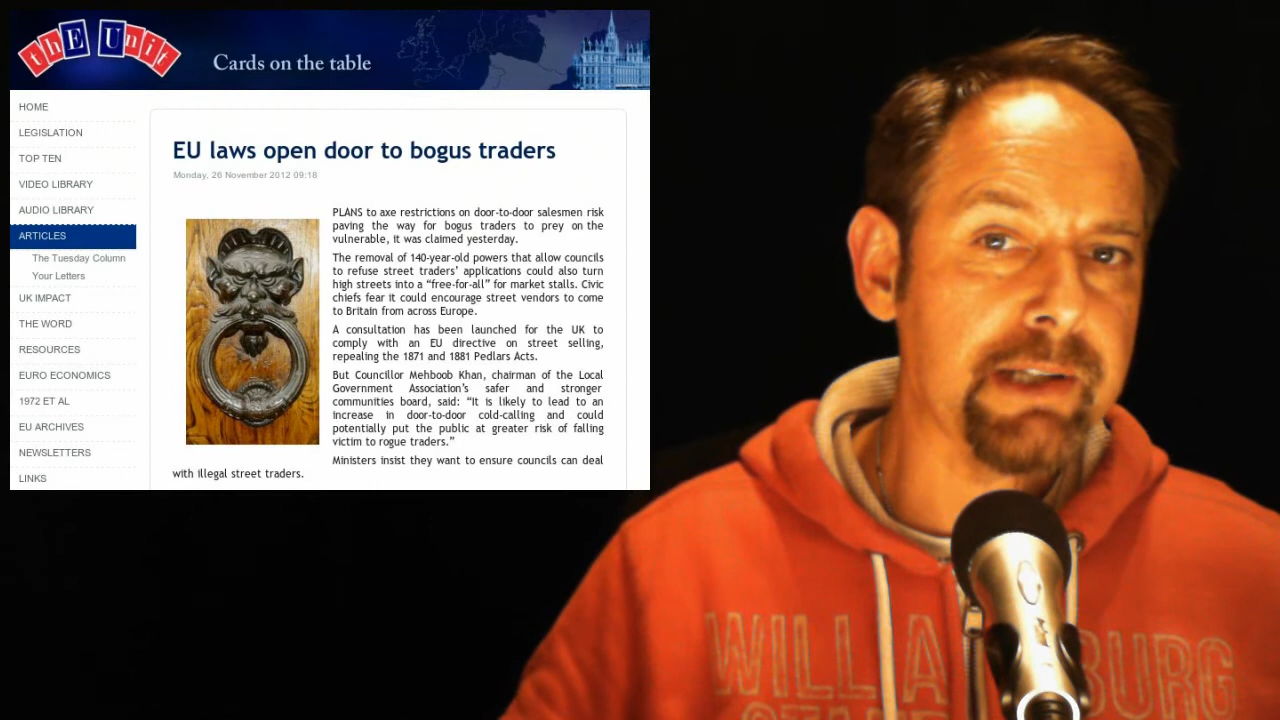 thE Unit
Cards on the table
HOME
LEGISLATION
TOP TEN
VIDEO LIBRARY
AUDIO LIBRARY
ARTICLES
The Tuesday Column
Your Letters
UK IMPACT
THE WORD
RESOURCES
EURO ECONOMICS
1972 ET AL
EU ARCHIVES
NEWSLETTERS
LINKS
EU laws open door to bogus traders
Monday, 26 November 2012 09:18
PLANS to axe restrictions on door-to-door salesmen risk
paving the way for bogus traders to prey on the
vulnerable, it was claimed yesterday.
The removal of 140-year-old powers that allow councils
to refuse street traders’ applications could also turn
high streets into a “free-for-all” for market stalls. Civic
chiefs fear it could encourage street vendors to come
to Britain from across Europe.
A consultation has been launched for the UK to
comply with an EU directive on street selling,
repealing the 1871 and 1881 Pedlars Acts.
But Councillor Mehboob Khan, chairman of the Local
Government Association’s safer and stronger
communities board, said: “It is likely to lead to an
increase in door-to-door cold-calling and could
potentially put the public at greater risk of falling
victim to rogue traders.”
Ministers insist they want to ensure councils can deal
with illegal street traders.
WILLIA BURG